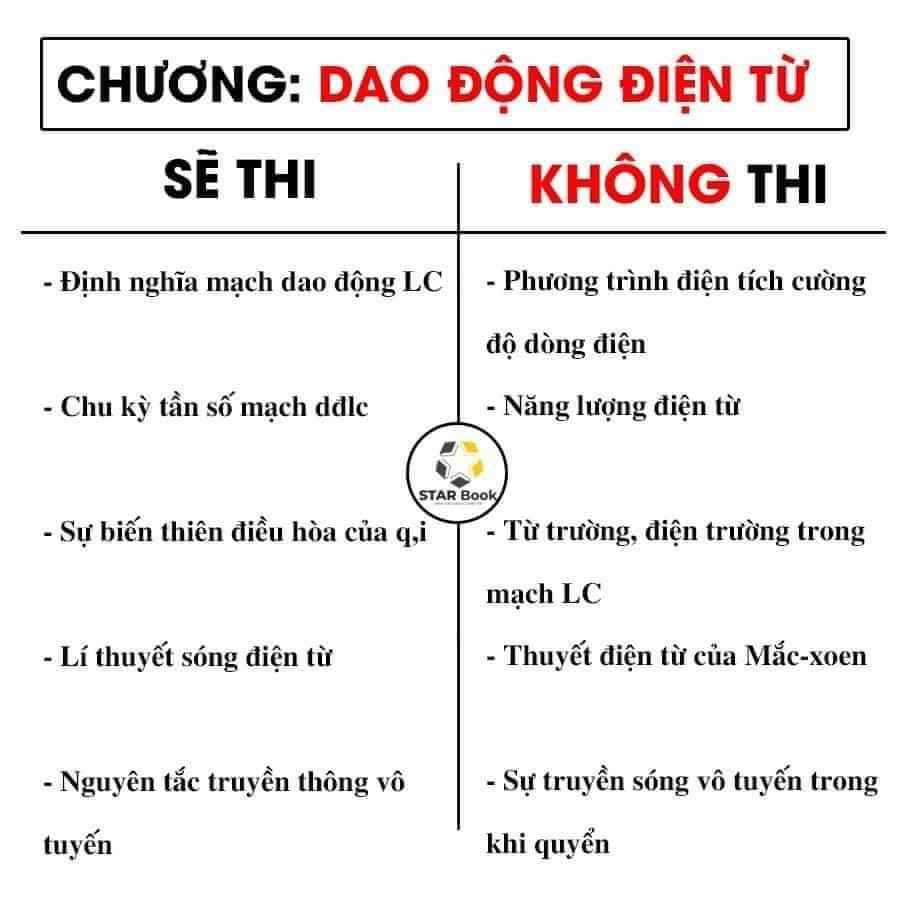 CHƯƠNG: DAO ĐỘNG ĐIỆN TỪ
SẼ THI
- Định nghĩa mạch dao động LC
- Chu kỳ tần số mạch dđlc
- Sự biến thiên điều hòa của q,i
- Lí thuyết sóng điện từ
- Nguyên tắc truyền thông vô
tuyến
KHÔNG THI
- Phương trình điện tích cường
độ dòng điện
- Năng lượng điện từ
- Từ trường, điện trường trong
mạch LC
- Thuyết điện từ của Mắc-xoen
- Sự truyền sóng vô tuyến trong
khi quyển
STAR Book